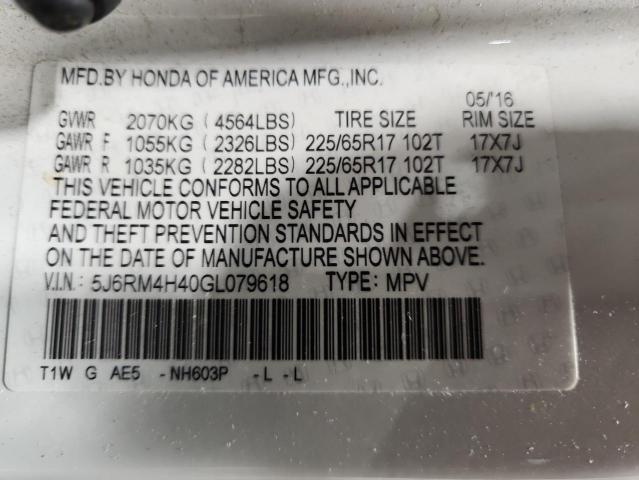 MFD.BY HONDA OF AMERICA MFG.,INC.
05/'16
GVWR 2070KG ( 4564LBS) TIRE SIZE RIM SIZE
GAWR F 1055KG ( 2326LBS) 225/65R17 102T 17X7J
GAWR R 1035KG ( 2282LBS) 225/65R17 102T 17X7J
THIS VEHICLE CONFORMS TO ALL APPLICABLE
FEDERAL MOTOR VEHICLE SAFETY
AND THEFT PREVENTION STANDARDS IN EFFECT
ON THE DATE OF MANUFACTURE SHOWN ABOVE.
V.I.N.: 5J6RM4H40GL079618 TYPE: MPV
T1W G AE5 -NH603P -L -L